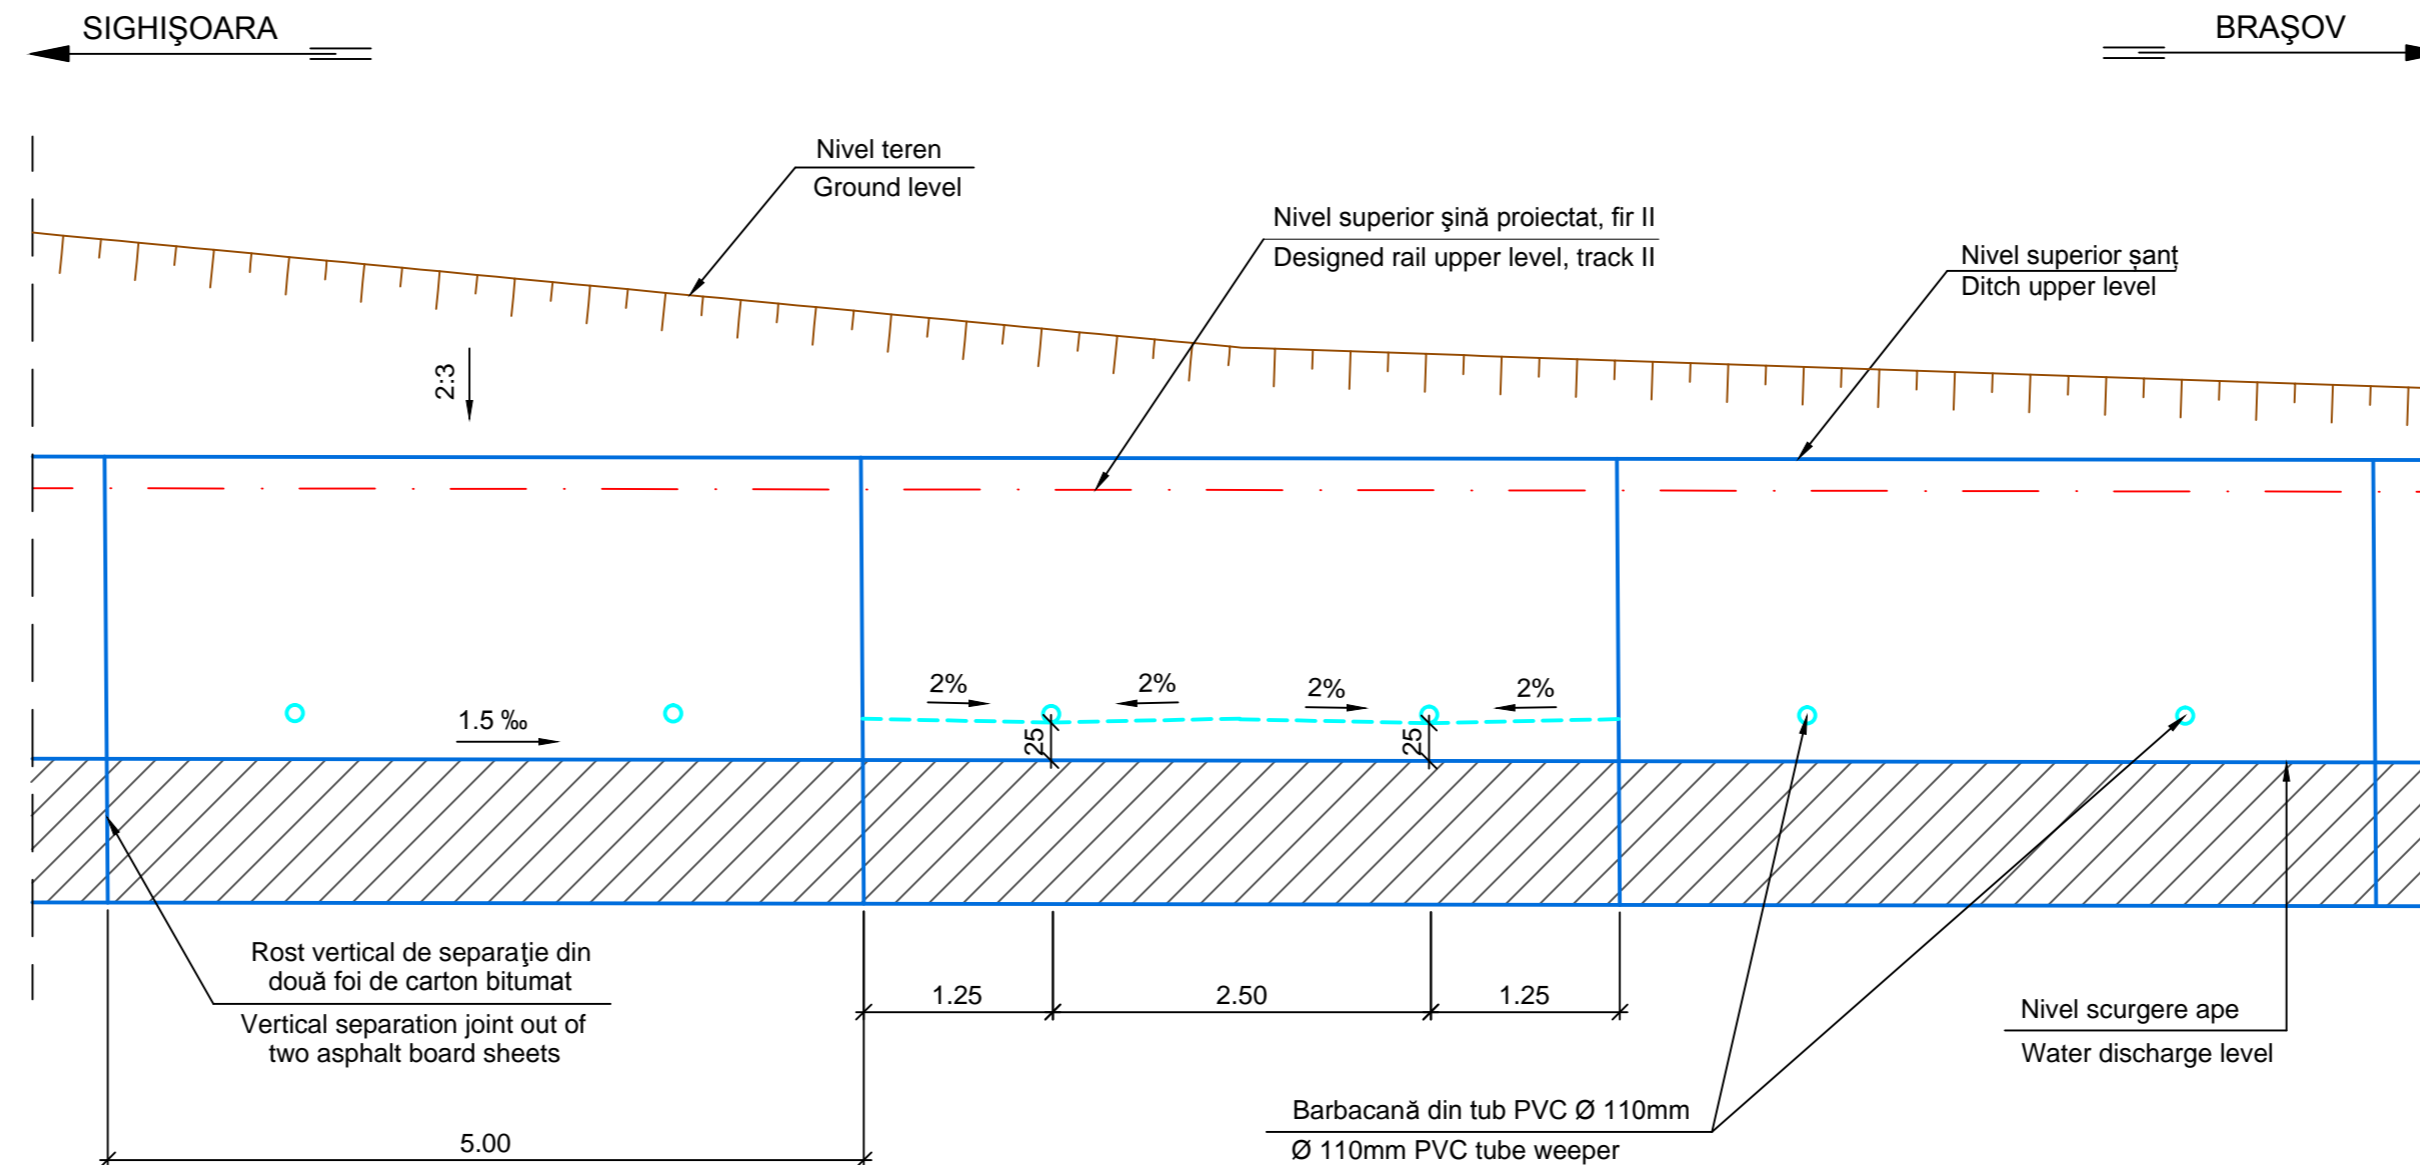 SIGHIŞOARA
BRAŞOV
Nivel teren
Ground level
Nivel superior şină proiectat, fir II
Designed rail upper level, track II
Nivel superior șanț
Ditch upper level
2:3
2%
2%
2%
2%
1.5 ‰
25
25
Rost vertical de separaţie din
două foi de carton bitumat
Vertical separation joint out of
two asphalt board sheets
1.25
2.50
1.25
Nivel scurgere ape
Water discharge level
Barbacană din tub PVC Ø 110mm
Ø 110mm PVC tube weeper
5.00